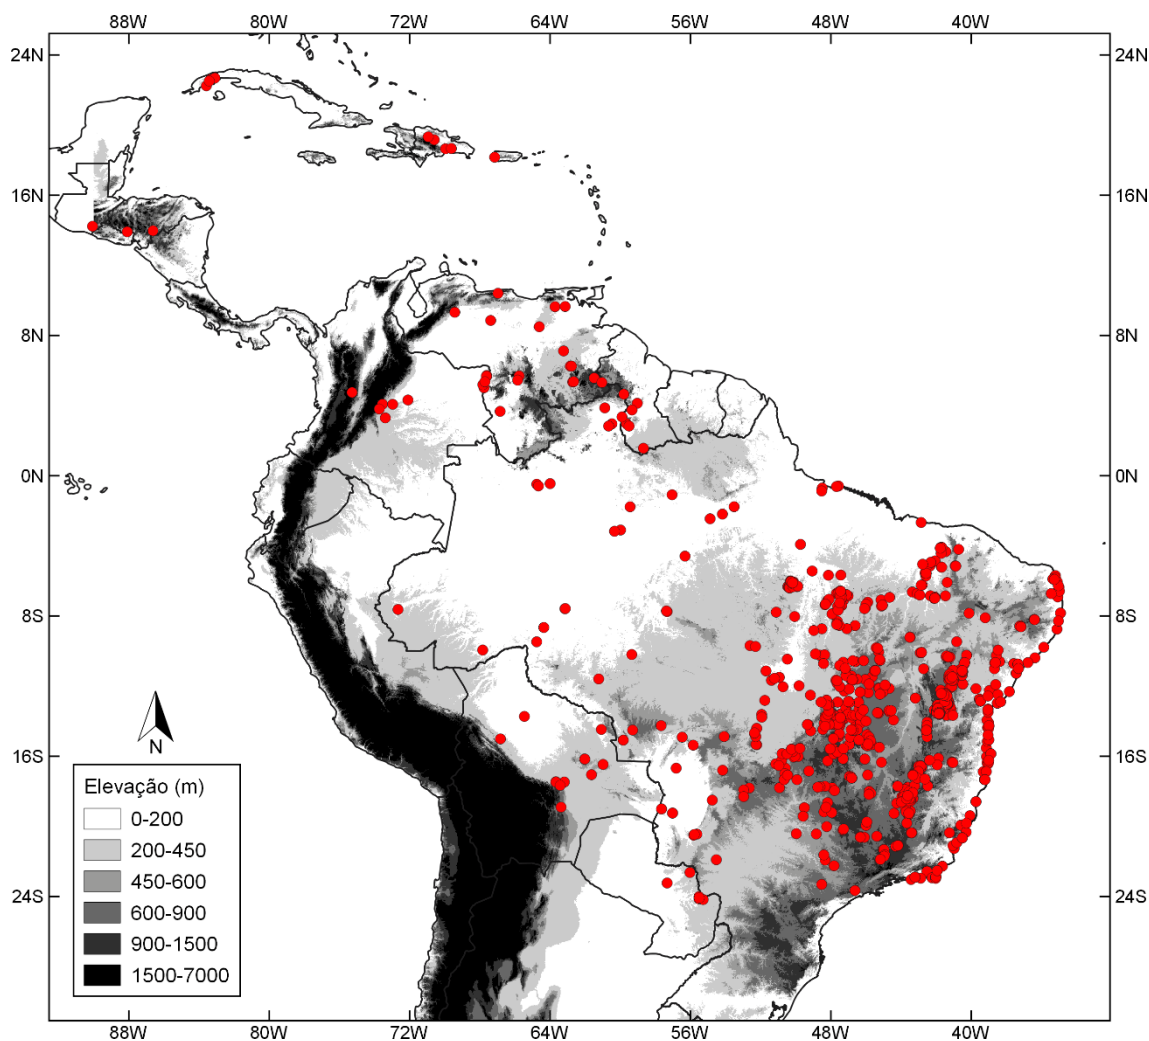 88W 80W 72W 64W 56W 48W 40W
24N 24N
16N 16N
8N 8N
0N 0N
8S 8S
N
16S 16S
Elevação (m)
0-200
200-450
450-600
600-900
900-1500
1500-7000
24S 24S
88W 80W 72W 64W 56W 48W 40W